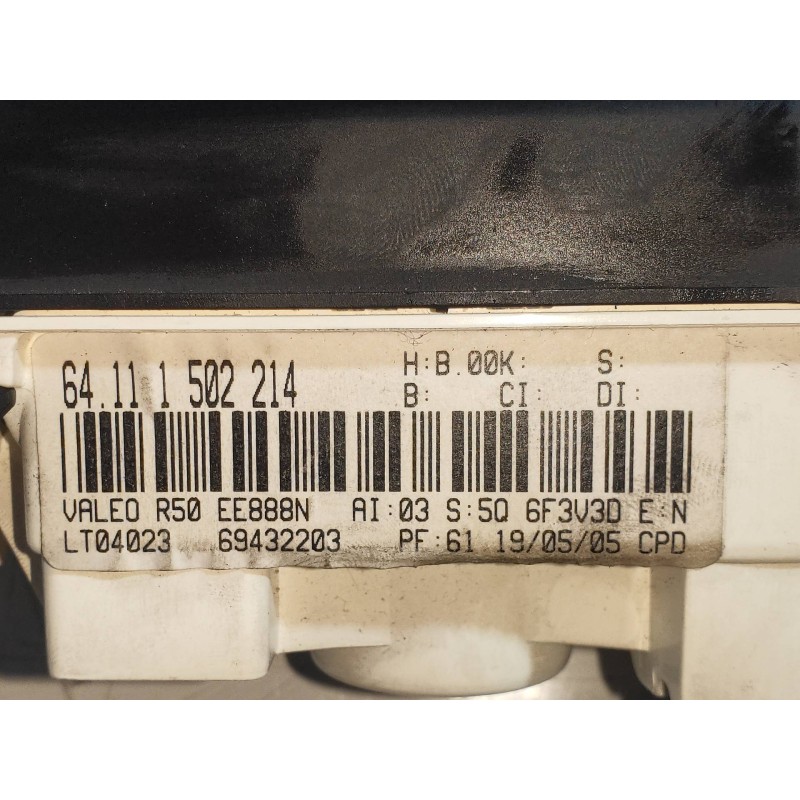 64.11 1 502 214 H:B.00K: S:
B: CI: DI:
VALEO R50 EE888N AI:03 S:5Q 6F3V3D E:N
LT04023 69432203 PF:61 19/05/05 CPD